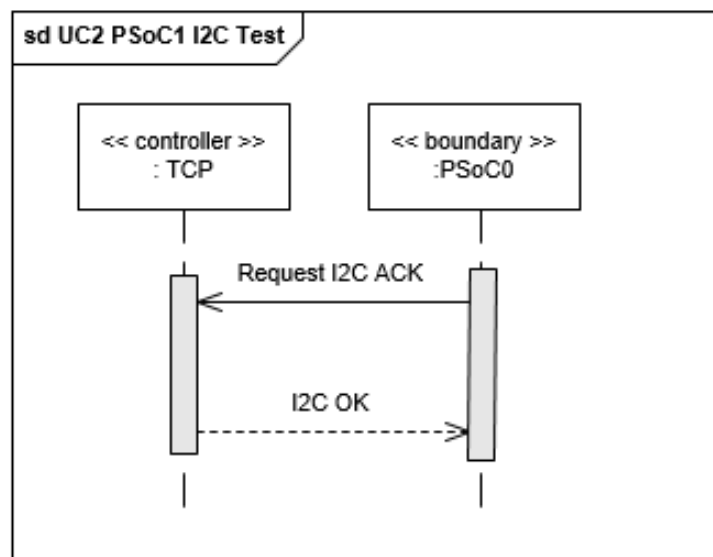 sd UC2 PSoC1 I2C Test
<< controller >>
: TCP
<< boundary >>
:PSoC0
Request I2C ACK
I2C OK